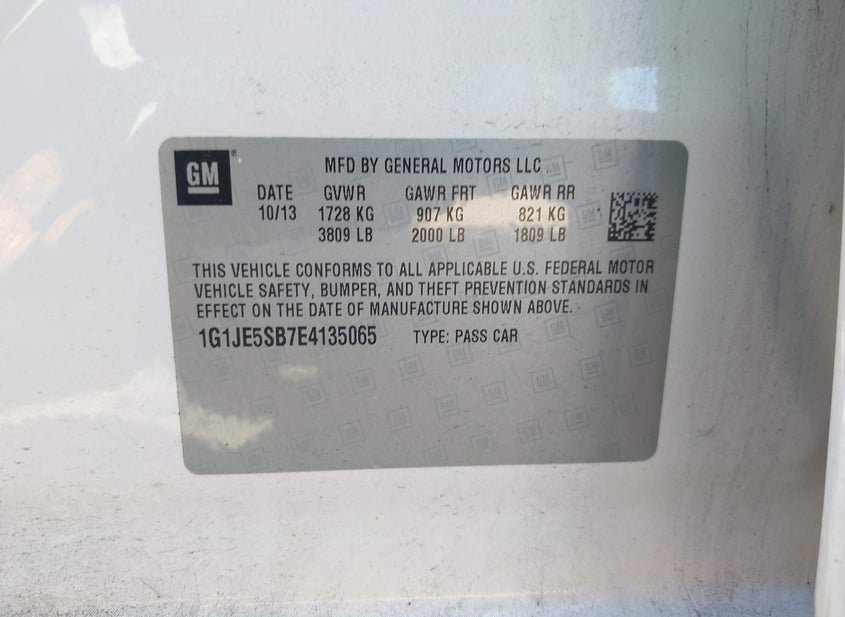 GM ® MFD BY GENERAL MOTORS LLC
DATE GVWR GAWR FRT GAWR RR
10/13 1728 KG 907 KG 821 KG
3809 LB 2000 LB 1809 LB
THIS VEHICLE CONFORMS TO ALL APPLICABLE U.S. FEDERAL MOTOR
VEHICLE SAFETY, BUMPER, AND THEFT PREVENTION STANDARDS IN
EFFECT ON THE DATE OF MANUFACTURE SHOWN ABOVE.
1G1JE5SB7E4135065 TYPE: PASS CAR